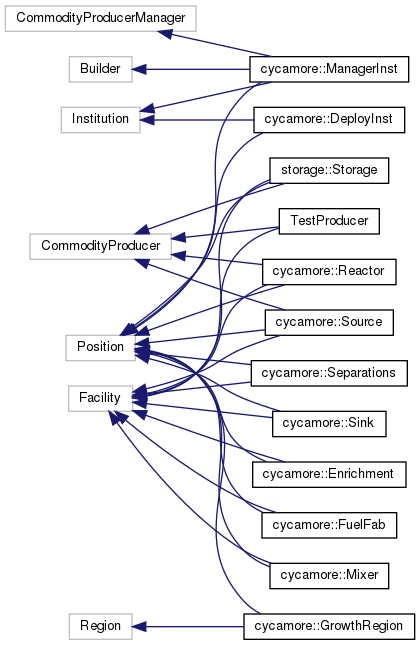 CommodityProducerManager
Builder
cycamore::ManagerInst
Institution
cycamore::DeployInst
storage::Storage
TestProducer
CommodityProducer
cycamore::Reactor
cycamore::Source
Position
cycamore::Separations
Facility
cycamore::Sink
cycamore::Enrichment
cycamore::FuelFab
cycamore::Mixer
Region
cycamore::GrowthRegion